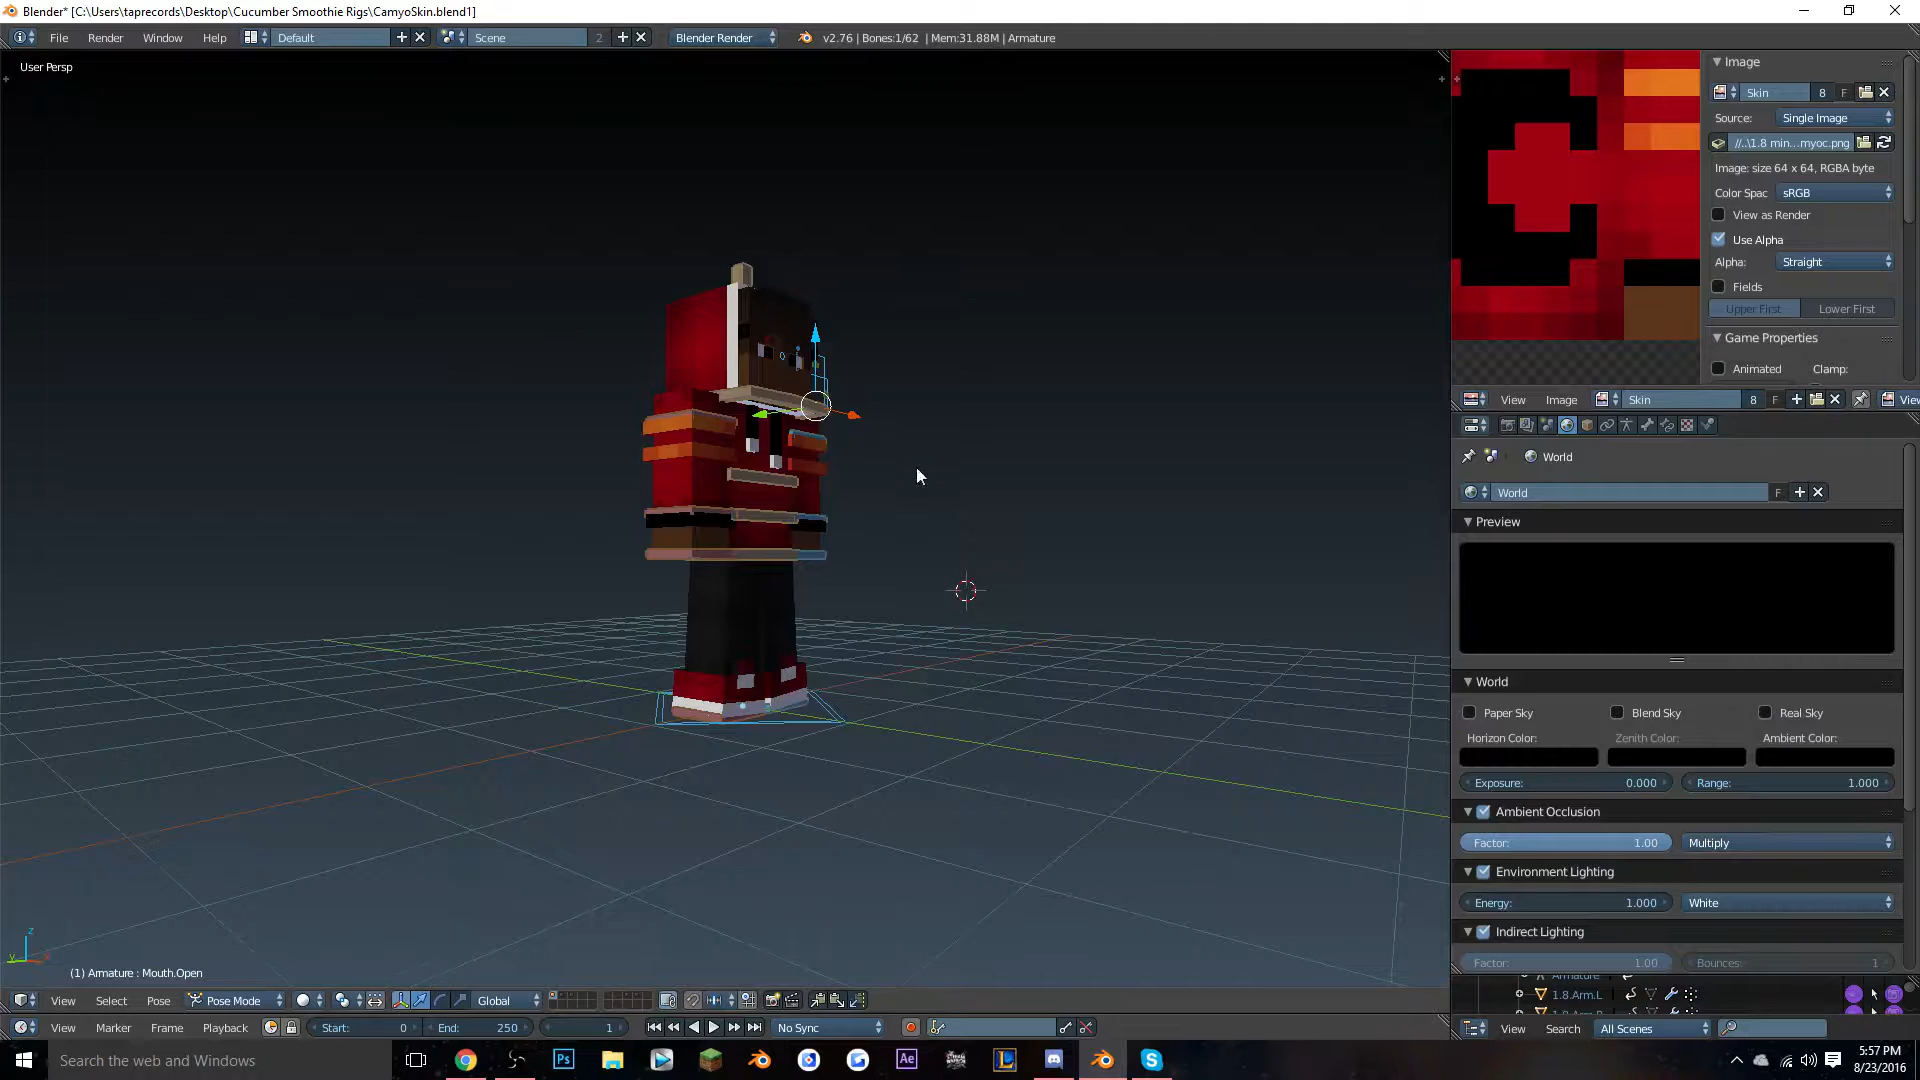 Blender* [C:\Users\taprecords\Desktop\Cucumber Smoothie Rigs\CamyoSkin.blend1]
File Render Window Help Default Scene 2 Blender Render v2.76 | Bones:1/62 | Mem:31.88M | Armature
User Persp
Image
Skin 8 F
Source: Single Image
//..\1.8 min...myoc.png
Image: size 64 x 64, RGBA byte
Color Spac sRGB
View as Render
Use Alpha
Alpha: Straight
Fields
Upper First Lower First
Game Properties
Animated Clamp:
View Image Skin 8 F View
World
World F
Preview
World
Paper Sky Blend Sky Real Sky
Horizon Color: Zenith Color: Ambient Color:
Exposure: 0.000 Range: 1.000
Ambient Occlusion
Factor: 1.00 Multiply
Environment Lighting
Energy: 1.000 White
Indirect Lighting
Factor: 1.00 Bounces: 1
Armature
1.8.Arm.L
z
y x
(1) Armature : Mouth.Open
View Select Pose Pose Mode Global
View Marker Frame Playback Start: 0 End: 250 1 No Sync
View Search All Scenes
Search the web and Windows
Ps
Ae
5:57 PM
8/23/2016